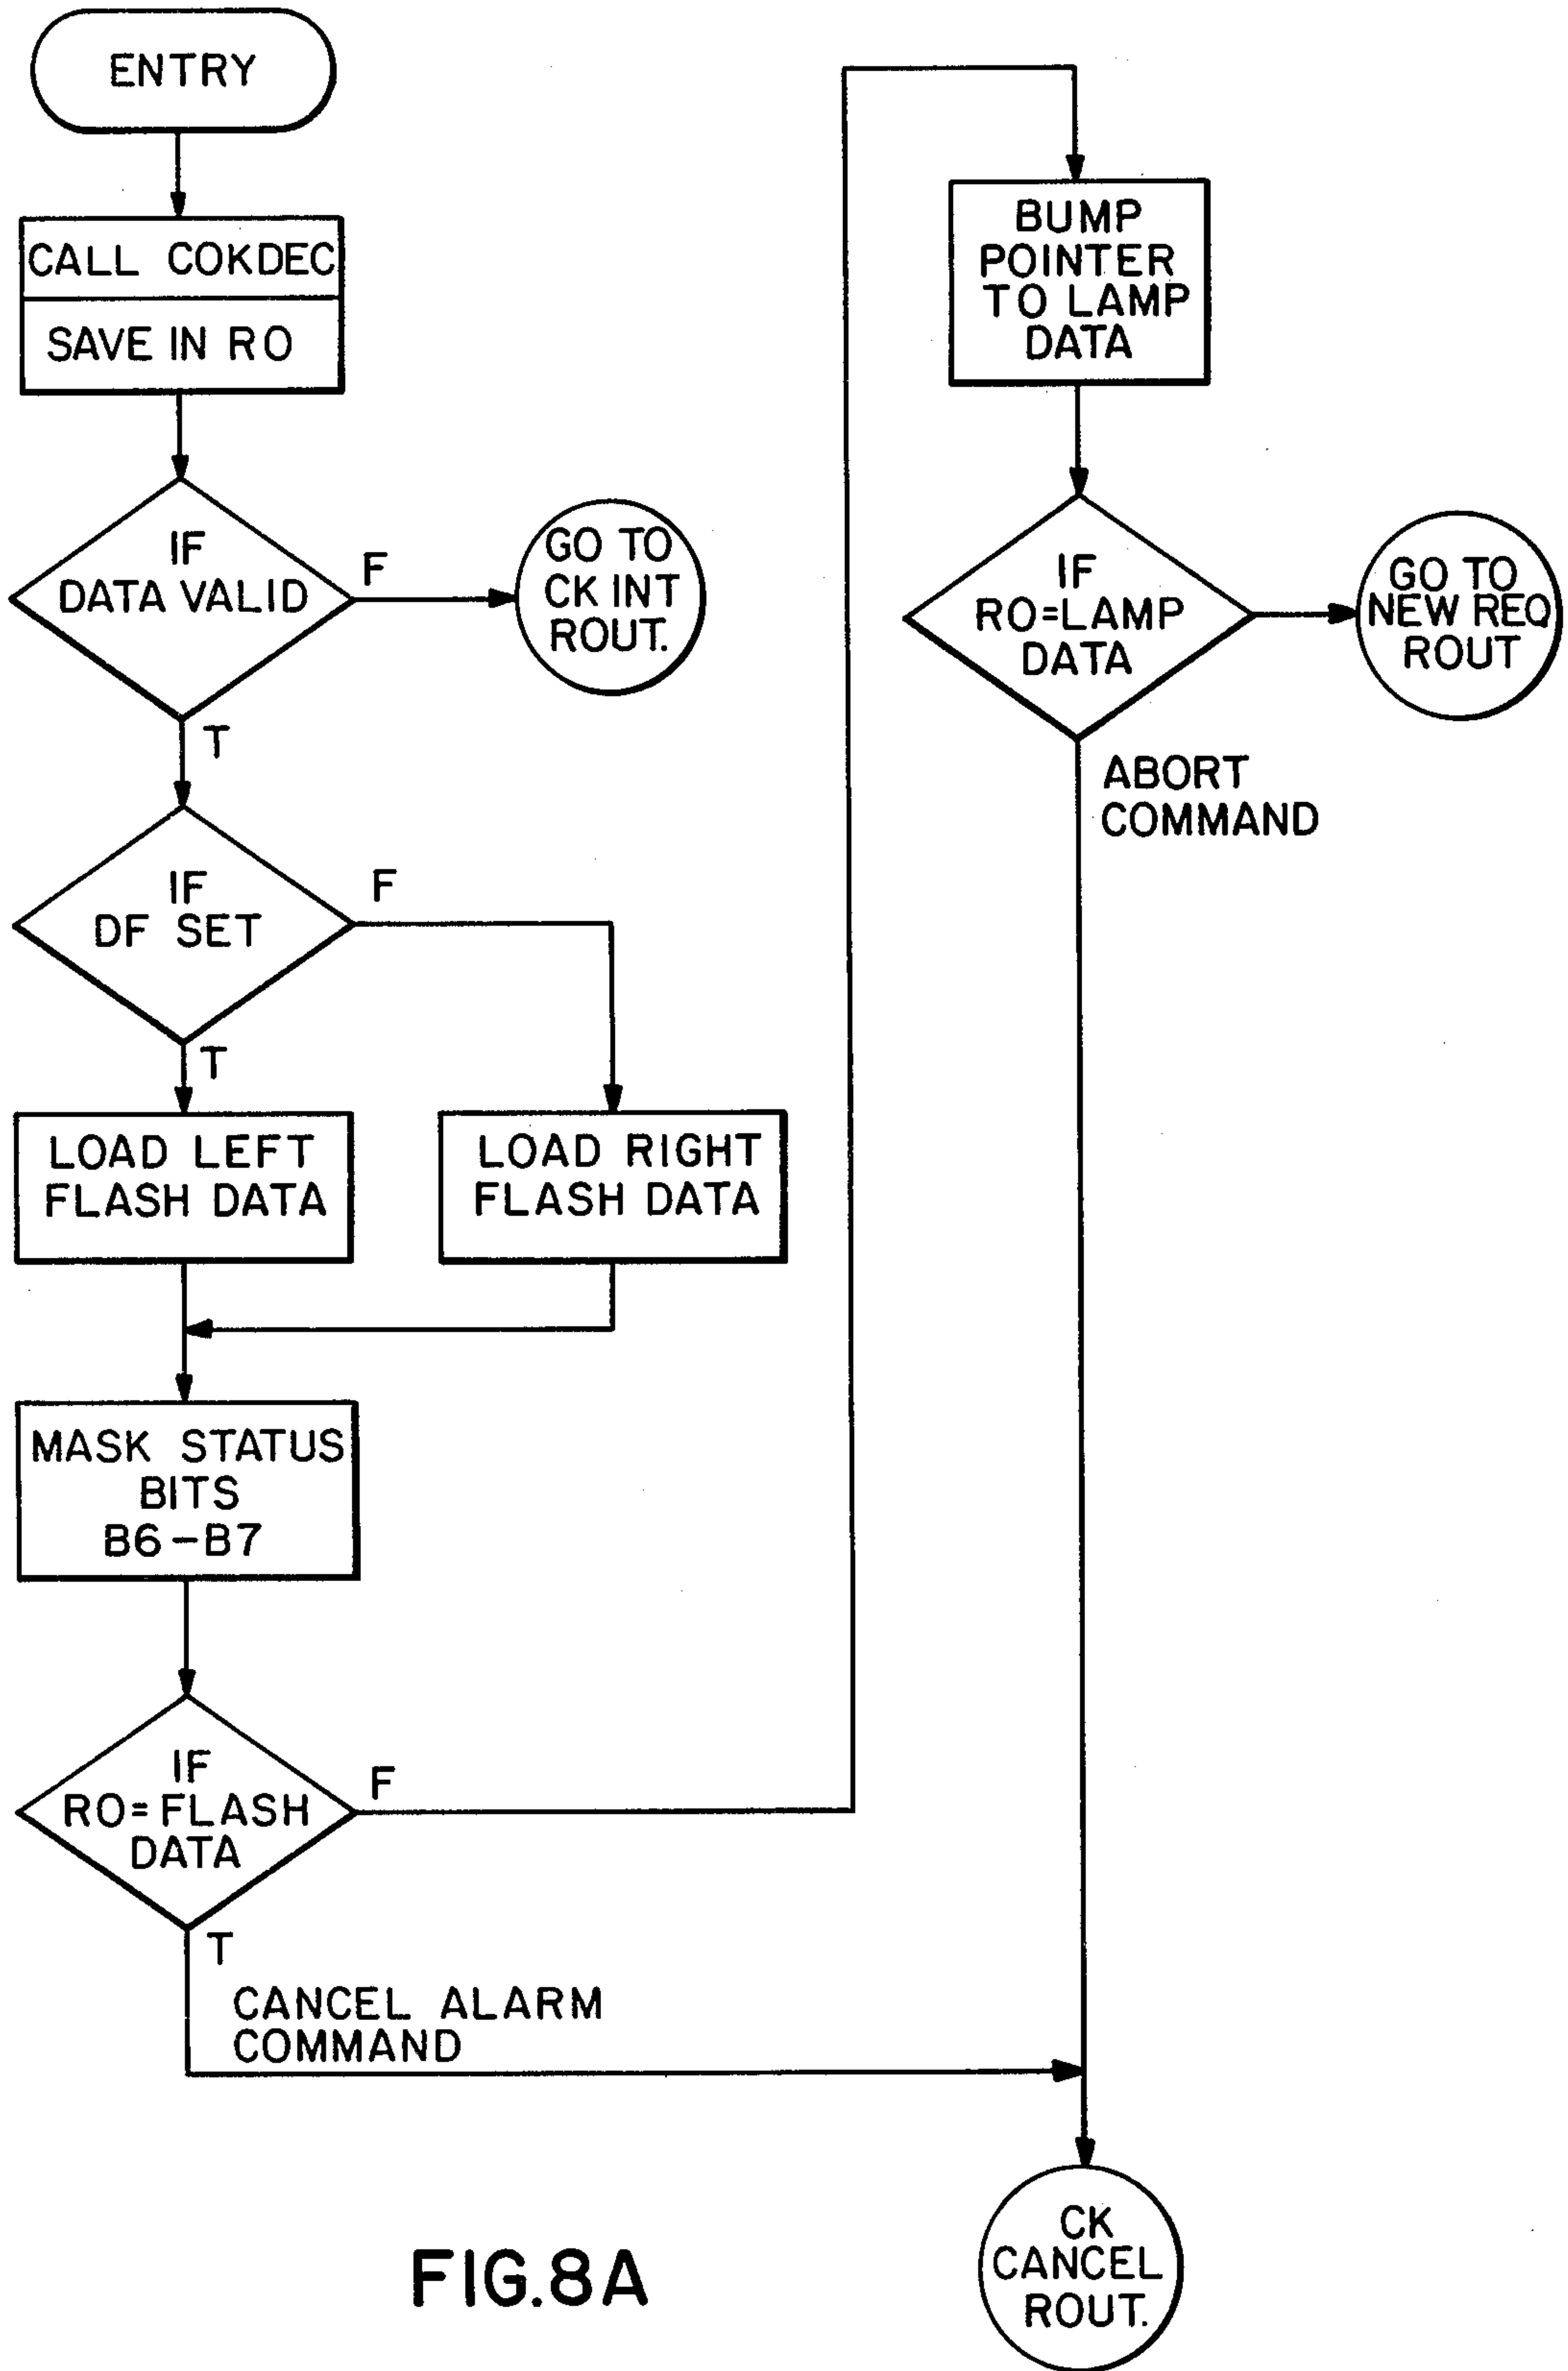 ENTRY
CALL COKDEC
SAVE IN RO
IF
DATA VALID
F
GO TO
CK INT
ROUT.
T
IF
DF SET
F
T
LOAD LEFT
FLASH DATA
LOAD RIGHT
FLASH DATA
MASK STATUS
BITS
B6-B7
IF
RO=FLASH
DATA
F
T
CANCEL ALARM
COMMAND
BUMP
POINTER
TO LAMP
DATA
IF
RO=LAMP
DATA
GO TO
NEW REQ
ROUT
ABORT
COMMAND
CK
CANCEL
ROUT.
FIG.8A